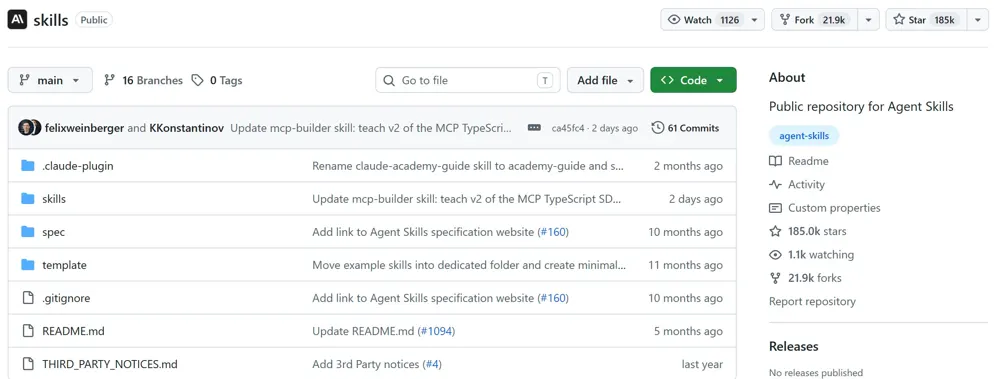 skills Public Watch 1126 Fork 21.9k Star 185k
main 16 Branches 0 Tags Go to file T Add file Code
felixweinberger and KKonstantinov Update mcp-builder skill: teach v2 of the MCP TypeScri... ca45fc4 · 2 days ago 61 Commits
.claude-plugin Rename claude-academy-guide skill to academy-guide and s... 2 months ago
skills Update mcp-builder skill: teach v2 of the MCP TypeScript SD... 2 days ago
spec Add link to Agent Skills specification website (#160) 10 months ago
template Move example skills into dedicated folder and create minimal... 11 months ago
.gitignore Add link to Agent Skills specification website (#160) 10 months ago
README.md Update README.md (#1094) 5 months ago
THIRD_PARTY_NOTICES.md Add 3rd Party notices (#4) last year
About
Public repository for Agent Skills
agent-skills
Readme
Activity
Custom properties
185.0k stars
1.1k watching
21.9k forks
Report repository
Releases
No releases published